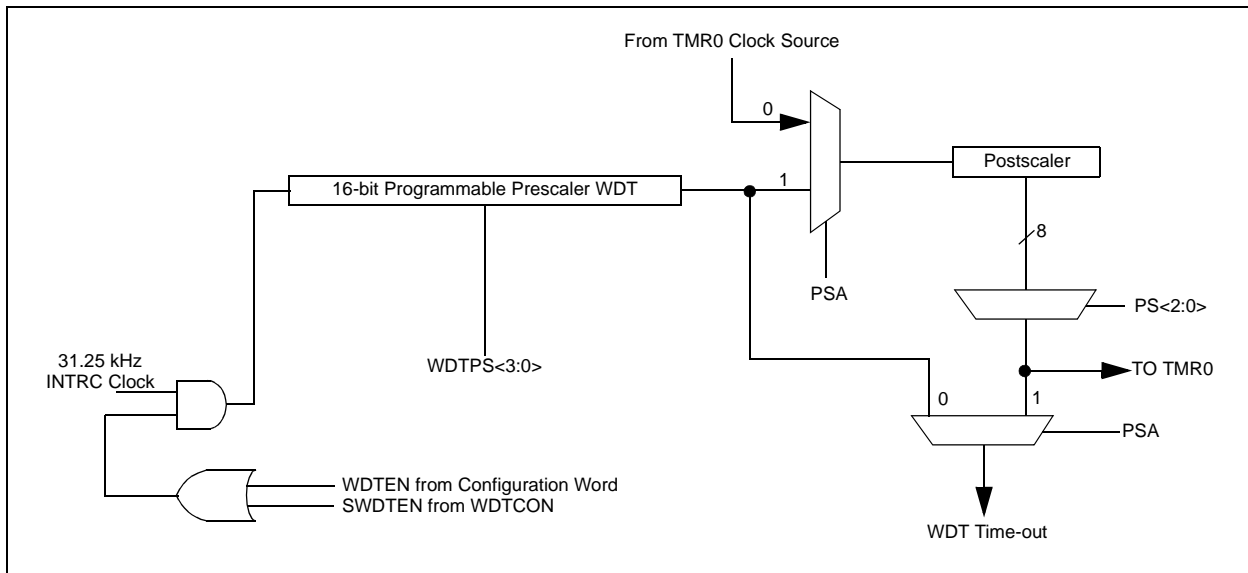 From TMR0 Clock Source
0
Postscaler
16-bit Programmable Prescaler WDT
1
8
PSA
PS<2:0>
31.25 kHz
INTRC Clock
WDTPS<3:0>
TO TMR0
0
1
PSA
WDTEN from Configuration Word
SWDTEN from WDTCON
WDT Time-out